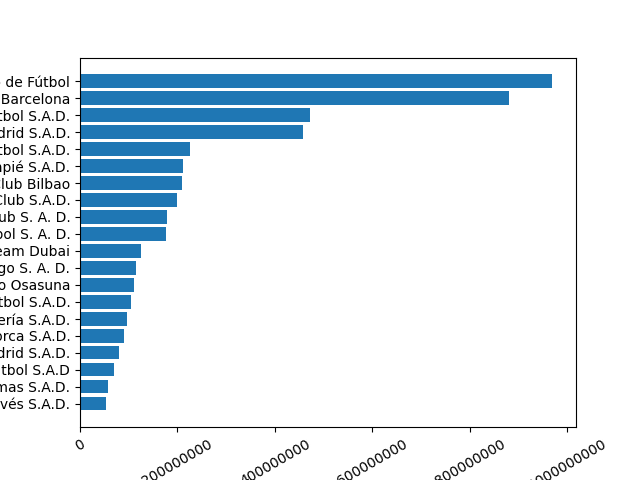 de Fútbol
Barcelona
tbol S.A.D.
drid S.A.D.
tbol S.A.D.
pié S.A.D.
Club Bilbao
Club S.A.D.
ub S. A. D.
bol S. A. D.
eam Dubai
go S. A. D.
o Osasuna
tbol S.A.D.
ería S.A.D.
orca S.A.D.
drid S.A.D.
tbol S.A.D
mas S.A.D.
vés S.A.D.
0 200000000 400000000 600000000 800000000 1000000000